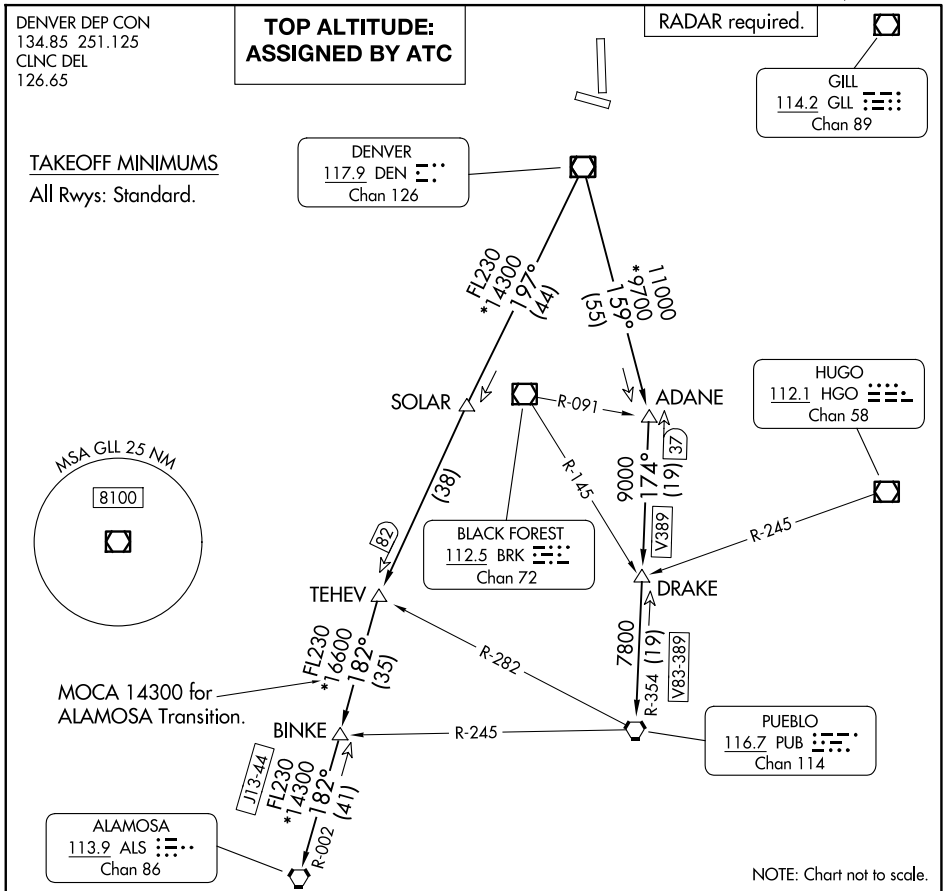 DENVER DEP CON
134.85 251.125
CLNC DEL
126.65
TOP ALTITUDE:
ASSIGNED BY ATC
RADAR required.
GILL
114.2 GLL
Chan 89
TAKEOFF MINIMUMS
All Rwys: Standard.
DENVER
117.9 DEN
Chan 126
FL230
*14300
197°
(44)
11000
*9700
159°
(55)
SOLAR
R-091
ADANE
HUGO
112.1 HGO
Chan 58
MSA GLL 25 NM
8100
(38)
R-145
9000
174°
(19)
37
V389
R-245
82
BLACK FOREST
112.5 BRK
Chan 72
TEHEV
DRAKE
FL230
*16600
182°
(35)
R-282
7800
R-354 (19)
V83-389
MOCA 14300 for
ALAMOSA Transition.
BINKE
R-245
PUEBLO
116.7 PUB
Chan 114
J13-44
FL230
*14300
182°
(41)
R-002
ALAMOSA
113.9 ALS
Chan 86
NOTE: Chart not to scale.